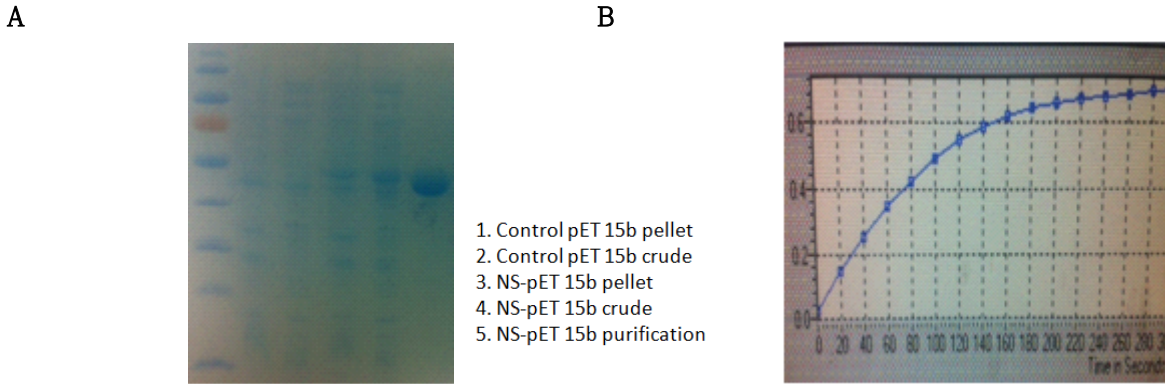 A
B
1. Control pET 15b pellet
2. Control pET 15b crude
3. NS-pET 15b pellet
4. NS-pET 15b crude
5. NS-pET 15b purification
0.6
0.4
0.2
0.0
0 20 40 60 80 100 120 140 160 180 200 220 240 260 280
Time in Second